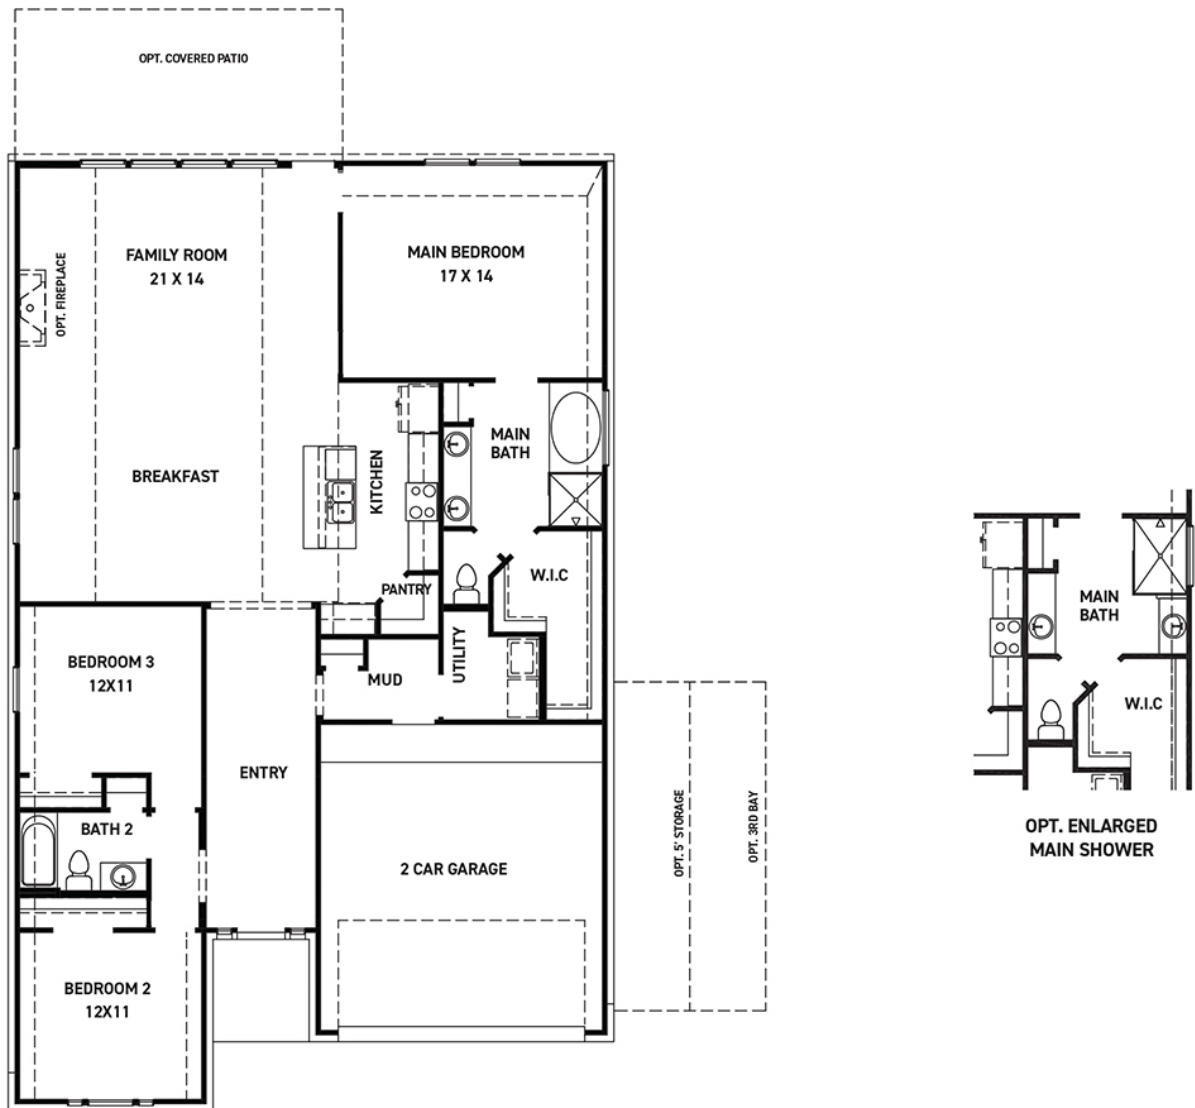 OPT. COVERED PATIO
FAMILY ROOM
21 X 14
MAIN BEDROOM
17 X 14
OPT. FIREPLACE
BREAKFAST
KITCHEN
MAIN
BATH
PANTRY
W.I.C
UTILITY
MUD
BEDROOM 3
12X11
ENTRY
BATH 2
2 CAR GARAGE
OPT. 5' STORAGE
OPT. 3RD BAY
BEDROOM 2
12X11
MAIN
BATH
W.I.C
OPT. ENLARGED
MAIN SHOWER